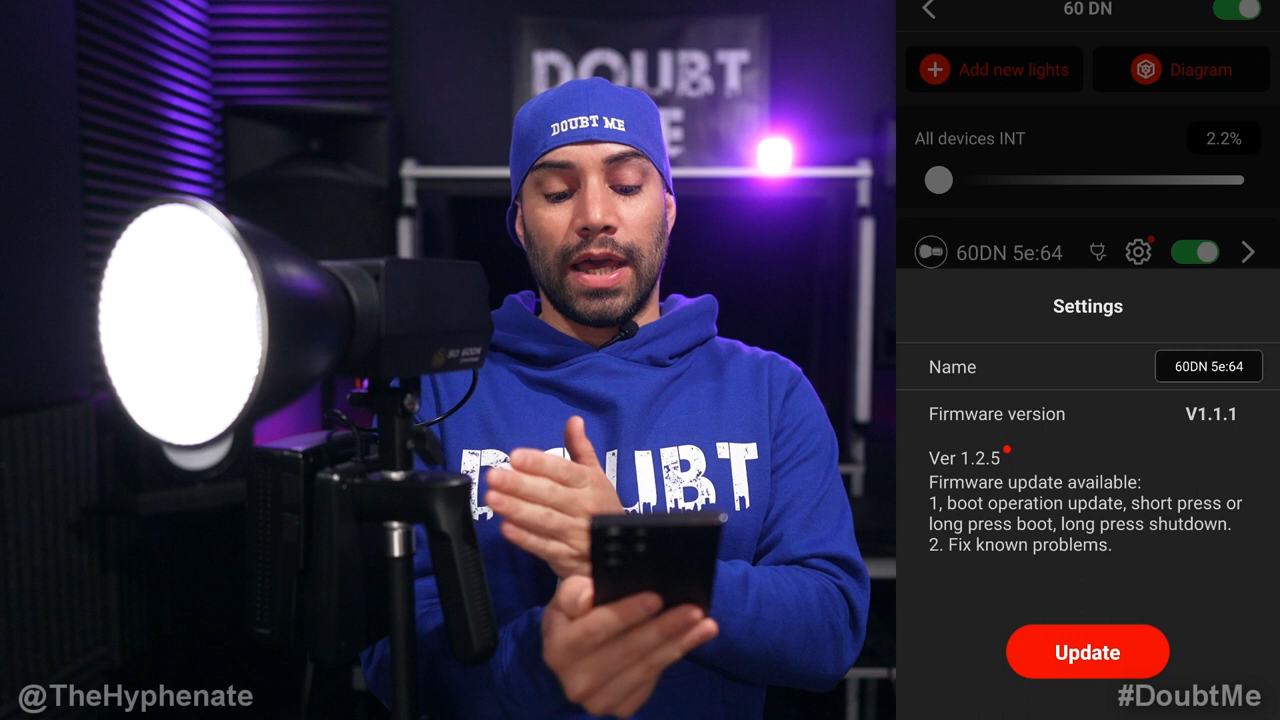 DOUBT
ME
DOUBT ME
DOUBT
@TheHyphenate
60 DN
Add new lights
Diagram
All devices INT
2.2%
60DN 5e:64
Settings
Name
60DN 5e:64
Firmware version
V1.1.1
Ver 1.2.5
Firmware update available:
1, boot operation update, short press or
long press boot, long press shutdown.
2. Fix known problems.
Update
#DoubtMe